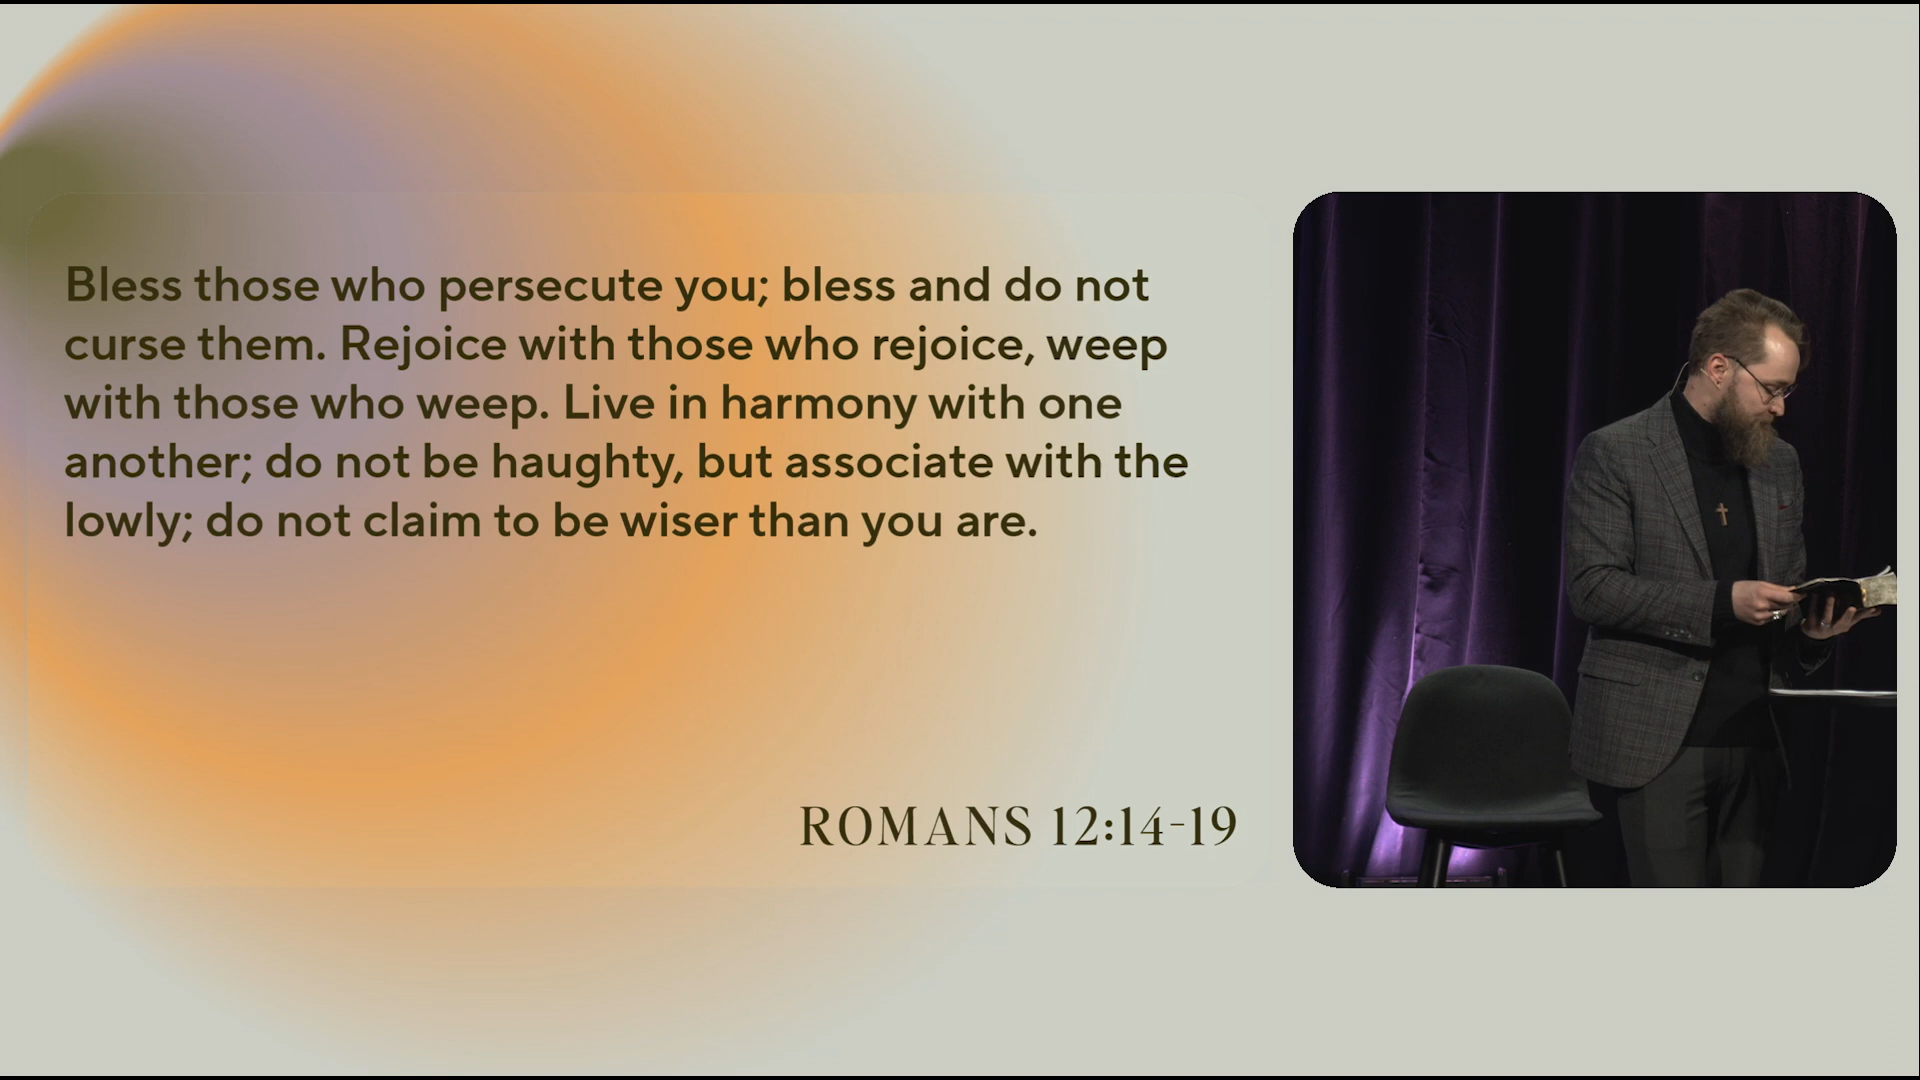 Bless those who persecute you; bless and do not
curse them. Rejoice with those who rejoice, weep
with those who weep. Live in harmony with one
another; do not be haughty, but associate with the
lowly; do not claim to be wiser than you are.
ROMANS 12:14-19